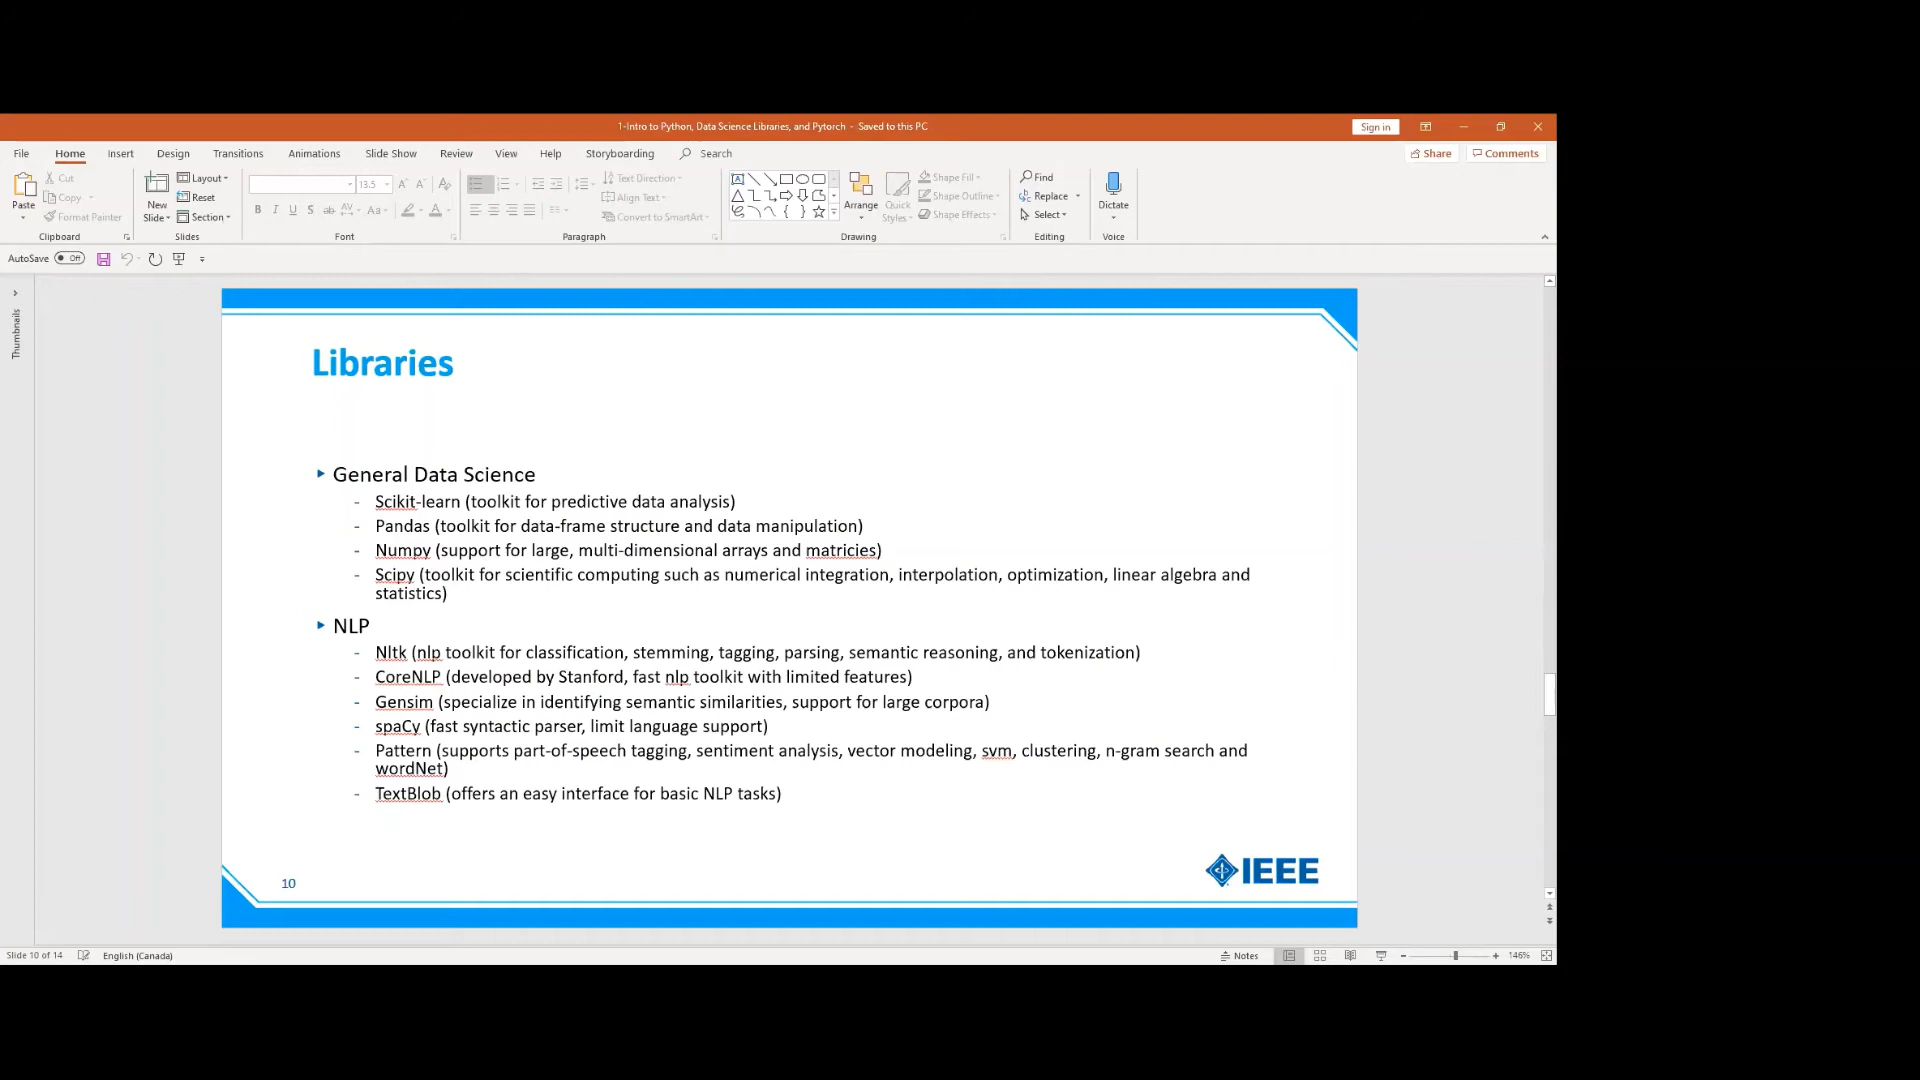 1-Intro to Python, Data Science Libraries, and Pytorch - Saved to this PC
Sign in
File Home Insert Design Transitions Animations Slide Show Review View Help Storyboarding Search
Share Comments
Paste
Cut
Copy
Format Painter
Clipboard
New
Slide
Layout
Reset
Section
Slides
13.5
B I U S ab AV Aa A
Font
Text Direction
Align Text
Convert to SmartArt
Paragraph
Arrange
Quick
Styles
Shape Fill
Shape Outline
Shape Effects
Drawing
Find
Replace
Select
Editing
Dictate
Voice
AutoSave Off
Thumbnails
Libraries
General Data Science
- Scikit-learn (toolkit for predictive data analysis)
- Pandas (toolkit for data-frame structure and data manipulation)
- Numpy (support for large, multi-dimensional arrays and matricies)
- Scipy (toolkit for scientific computing such as numerical integration, interpolation, optimization, linear algebra and
statistics)
NLP
- Nltk (nlp toolkit for classification, stemming, tagging, parsing, semantic reasoning, and tokenization)
- CoreNLP (developed by Stanford, fast nlp toolkit with limited features)
- Gensim (specialize in identifying semantic similarities, support for large corpora)
- spaCy (fast syntactic parser, limit language support)
- Pattern (supports part-of-speech tagging, sentiment analysis, vector modeling, svm, clustering, n-gram search and
wordNet)
- TextBlob (offers an easy interface for basic NLP tasks)
10
IEEE
Slide 10 of 14 English (Canada) Notes 146%